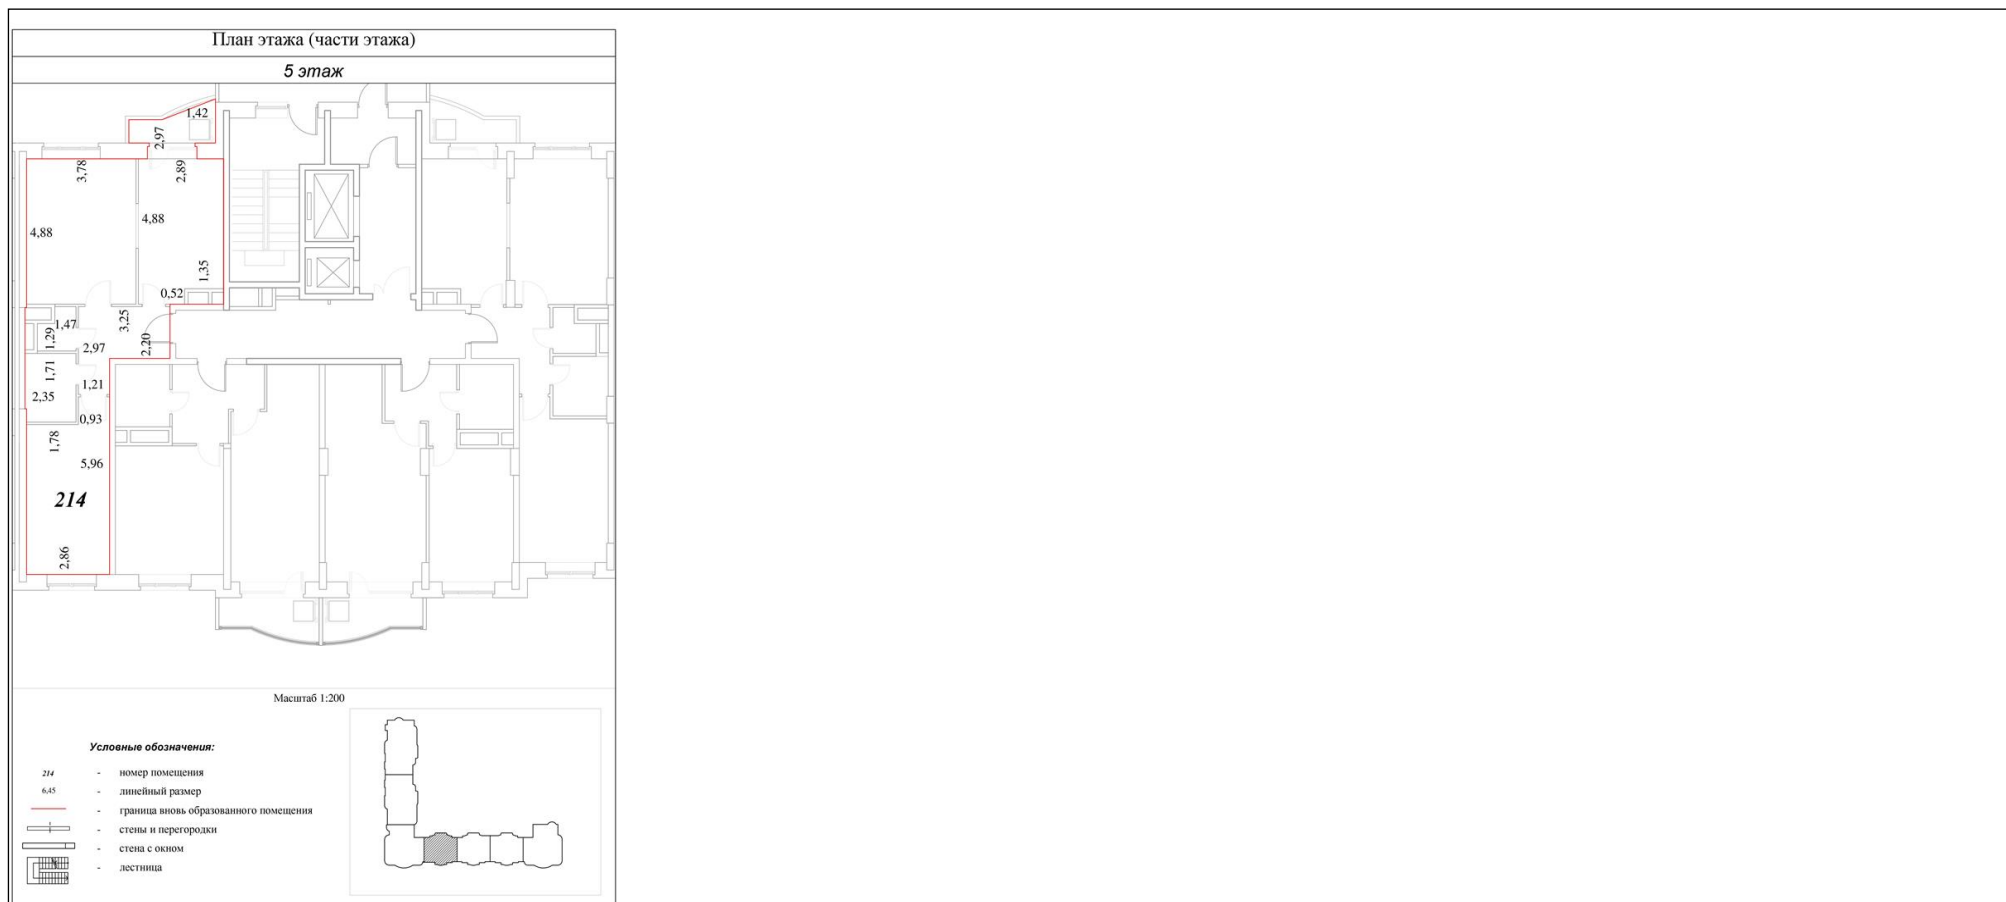 План этажа (части этажа)
5 этаж
1,42
2,97
3,78
2,89
4,88
4,88
1,35
0,52
3,25
1,47
1,29
2,20
2,97
1,71
1,21
2,35
0,93
1,78
5,96
214
2,86
Масштаб 1:200
Условные обозначения:
214 - номер помещения
6,45 - линейный размер
- граница вновь образованного помещения
- стены и перегородки
- стена с окном
- лестница